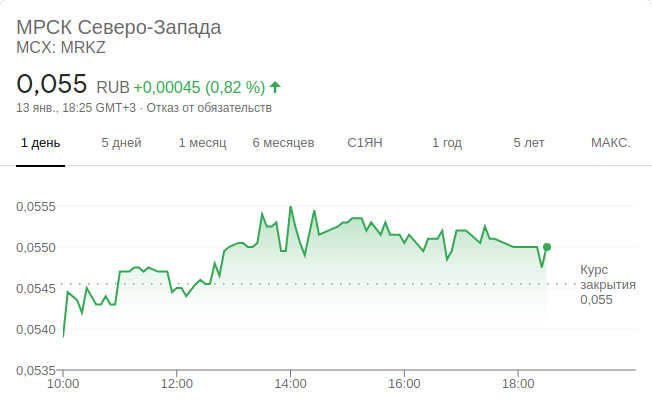 МРСК Северо-Запада
MCX: MRKZ
0,055 RUB +0,00045 (0,82 %)
13 янв., 18:25 GMT+3 · Отказ от обязательств
1 день 5 дней 1 месяц 6 месяцев С1ЯН 1 год 5 лет МАКС.
0,0555
0,0550
0,0545
0,0540
0,0535
Курс
закрытия
0,055
10:00 12:00 14:00 16:00 18:00